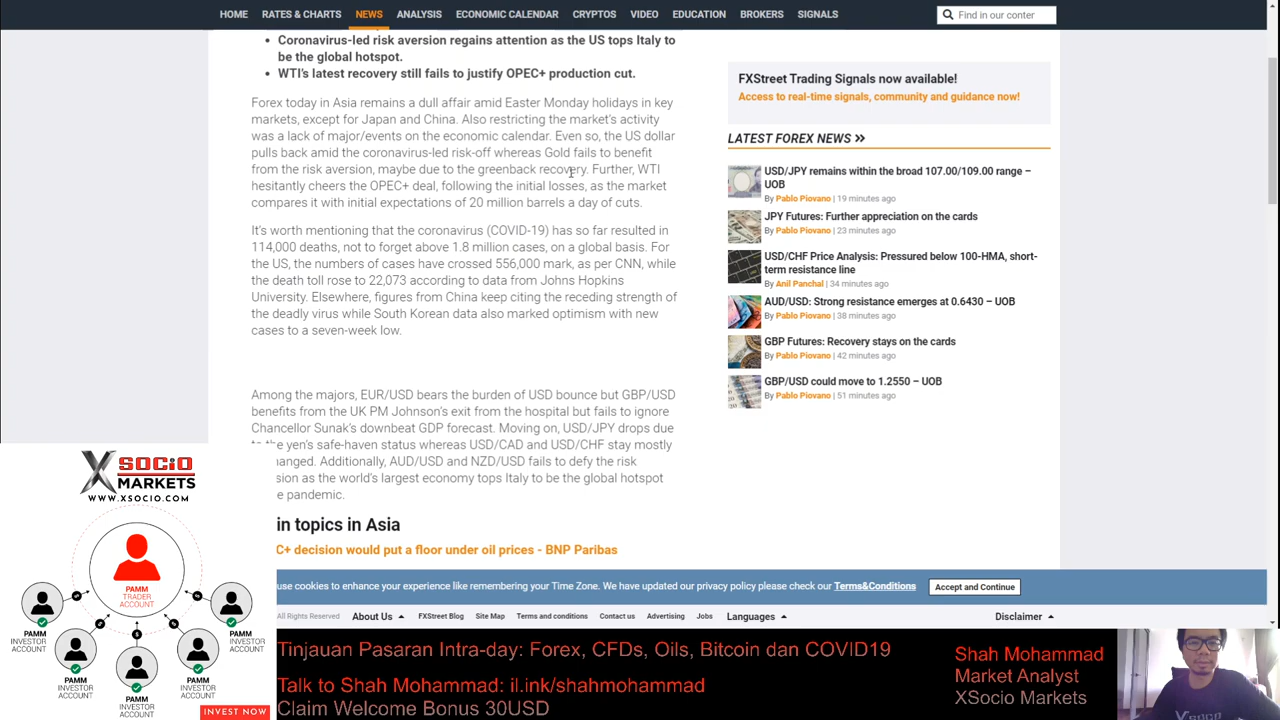 HOME RATES & CHARTS NEWS ANALYSIS ECONOMIC CALENDAR CRYPTOS VIDEO EDUCATION BROKERS SIGNALS Find in our conter
Coronavirus-led risk aversion regains attention as the US tops Italy to
be the global hotspot.
WTI's latest recovery still fails to justify OPEC+ production cut.
Forex today in Asia remains a dull affair amid Easter Monday holidays in key
markets, except for Japan and China. Also restricting the market's activity
was a lack of major/events on the economic calendar. Even so, the US dollar
pulls back amid the coronavirus-led risk-off whereas Gold fails to benefit
from the risk aversion, maybe due to the greenback recovery. Further, WTI
hesitantly cheers the OPEC+ deal, following the initial losses, as the market
compares it with initial expectations of 20 million barrels a day of cuts.
It's worth mentioning that the coronavirus (COVID-19) has so far resulted in
114,000 deaths, not to forget above 1.8 million cases, on a global basis. For
the US, the numbers of cases have crossed 556,000 mark, as per CNN, while
the death toll rose to 22,073 according to data from Johns Hopkins
University. Elsewhere, figures from China keep citing the receding strength of
the deadly virus while South Korean data also marked optimism with new
cases to a seven-week low.
Among the majors, EUR/USD bears the burden of USD bounce but GBP/USD
benefits from the UK PM Johnson's exit from the hospital but fails to ignore
Chancellor Sunak's downbeat GDP forecast. Moving on, USD/JPY drops due
the yen's safe-haven status whereas USD/CAD and USD/CHF stay mostly
hanged. Additionally, AUD/USD and NZD/USD fails to defy the risk
sion as the world's largest economy tops Italy to be the global hotspot
e pandemic.
in topics in Asia
C+ decision would put a floor under oil prices - BNP Paribas
FXStreet Trading Signals now available!
Access to real-time signals, community and guidance now!
LATEST FOREX NEWS >>
USD/JPY remains within the broad 107.00/109.00 range –
UOB
By Pablo Piovano | 19 minutes ago
JPY Futures: Further appreciation on the cards
By Pablo Piovano | 23 minutes ago
USD/CHF Price Analysis: Pressured below 100-HMA, short-
term resistance line
By Anil Panchal | 34 minutes ago
AUD/USD: Strong resistance emerges at 0.6430 – UOB
By Pablo Piovano | 38 minutes ago
GBP Futures: Recovery stays on the cards
By Pablo Piovano | 42 minutes ago
GBP/USD could move to 1.2550 – UOB
By Pablo Piovano | 51 minutes ago
use cookies to enhance your experience like remembering your Time Zone. We have updated our privacy policy please check our Terms&Conditions Accept and Continue
All Rights Reserved About Us FXStreet Blog Site Map Terms and conditions Contact us Advertising Jobs Languages Disclaimer
XSOCIO
MARKETS
WWW.XSOCIO.COM
PAMM
TRADER
ACCOUNT
PAMM
INVESTOR
ACCOUNT
PAMM
INVESTOR
ACCOUNT
PAMM
INVESTOR
ACCOUNT
PAMM
INVESTOR
ACCOUNT
PAMM
INVESTOR
ACCOUNT
INVEST NOW
Tinjauan Pasaran Intra-day: Forex, CFDs, Oils, Bitcoin dan COVID19
Talk to Shah Mohammad: il.ink/shahmohammad
Claim Welcome Bonus 30USD
Shah Mohammad
Market Analyst
XSocio Markets